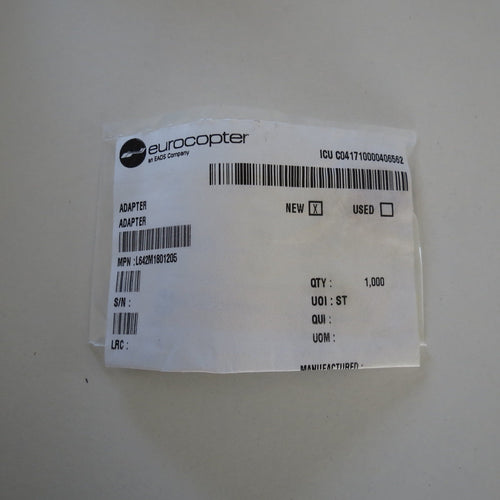 eurocopter
an EADS Company
ICU C041710000406562
ADAPTER
ADAPTER
NEW X USED
MPN :L642M1801205
S/N :
LRC :
QTY : 1,000
UOI : ST
QUI :
UOM :
MANUFACTURED :